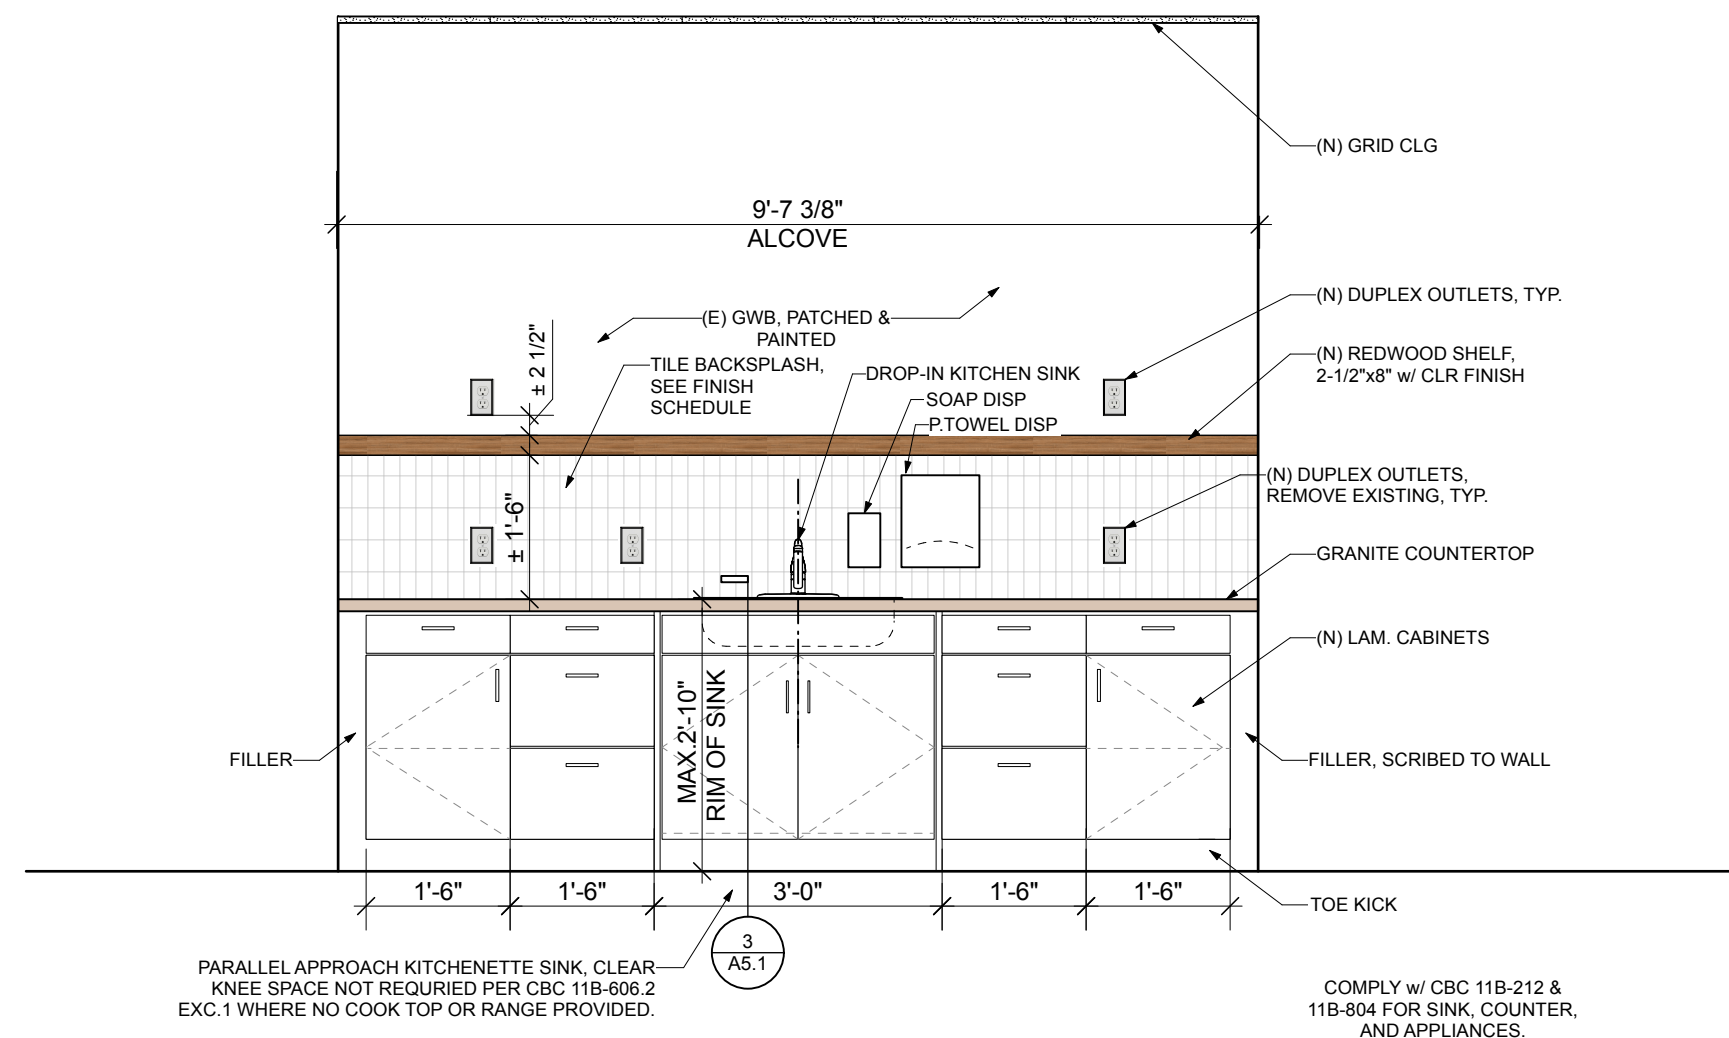 (N) GRID CLG
9'-7 3/8"
ALCOVE
(N) DUPLEX OUTLETS, TYP.
(E) GWB, PATCHED &
PAINTED
± 2 1/2"
(N) REDWOOD SHELF,
2-1/2"x8" w/ CLR FINISH
TILE BACKSPLASH,
SEE FINISH
SCHEDULE
DROP-IN KITCHEN SINK
SOAP DISP
P.TOWEL DISP
(N) DUPLEX OUTLETS,
REMOVE EXISTING, TYP.
± 1'-6"
GRANITE COUNTERTOP
(N) LAM. CABINETS
MAX.2'-10"
RIM OF SINK
FILLER
FILLER, SCRIBED TO WALL
1'-6"
1'-6"
3'-0"
1'-6"
1'-6"
TOE KICK
3
A5.1
PARALLEL APPROACH KITCHENETTE SINK, CLEAR
KNEE SPACE NOT REQURIED PER CBC 11B-606.2
EXC.1 WHERE NO COOK TOP OR RANGE PROVIDED.
COMPLY w/ CBC 11B-212 &
11B-804 FOR SINK, COUNTER,
AND APPLIANCES.